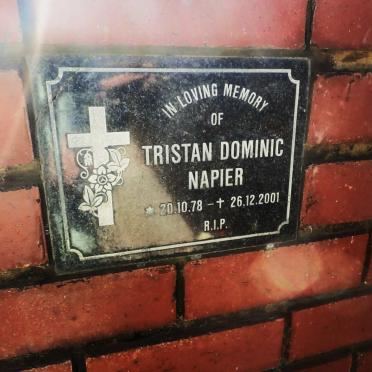 IN LOVING MEMORY
OF
TRISTAN DOMINIC
NAPIER
* 20.10.78 – ✝ 26.12.2001
R.I.P.